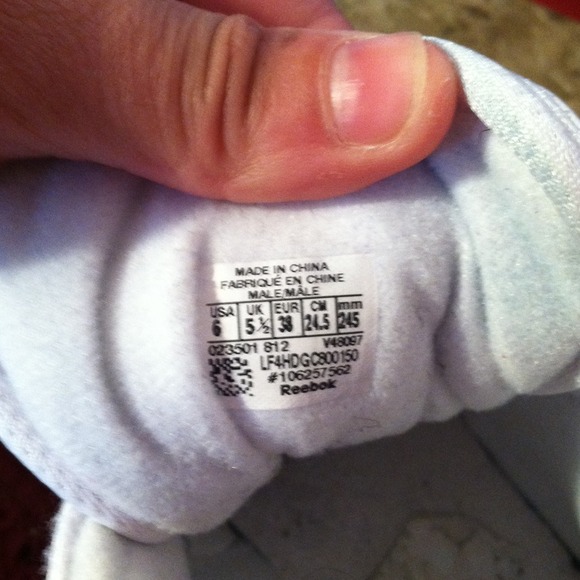 MADE IN CHINA
FABRIQUÉ EN CHINE
MALE/MÂLE
USA UK EUR CM mm
6 5 ½ 38 24.5 245
023501 812 V48097
LF4HDGC800150
#106257562
Reebok